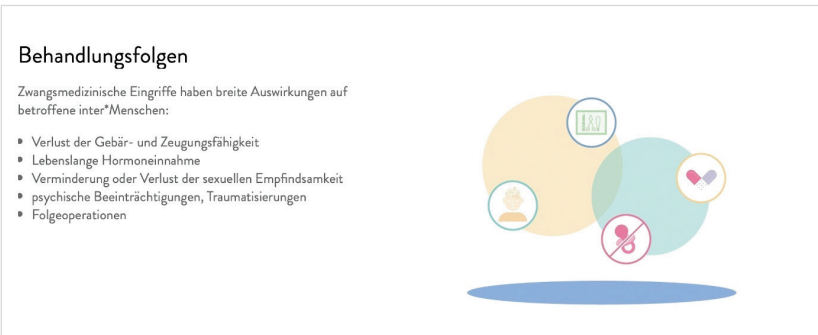 Behandlungsfolgen
Zwangsmedizinische Eingriffe haben breite Auswirkungen auf
betroffene inter*Menschen:
Verlust der Gebär- und Zeugungsfähigkeit
Lebenslange Hormoneinnahme
Verminderung oder Verlust der sexuellen Empfindsamkeit
psychische Beeinträchtigungen, Traumatisierungen
Folgeoperationen